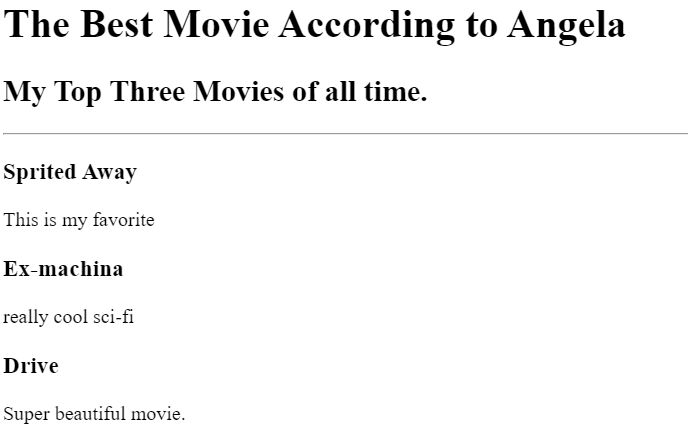 The Best Movie According to Angela
My Top Three Movies of all time.
Sprited Away
This is my favorite
Ex-machina
really cool sci-fi
Drive
Super beautiful movie.